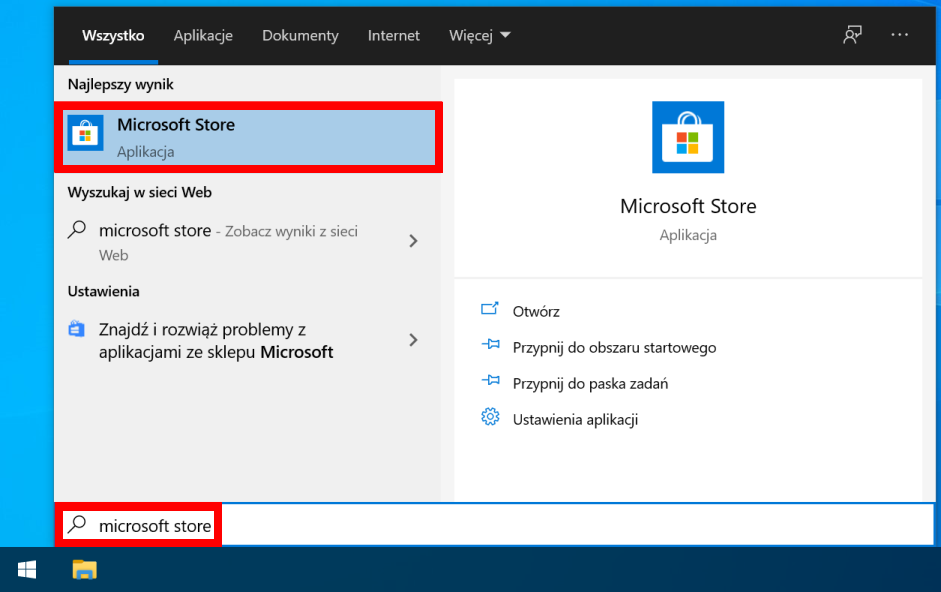 Wszystko Aplikacje Dokumenty Internet Więcej
Najlepszy wynik
Microsoft Store
Aplikacja
Wyszukaj w sieci Web
microsoft store - Zobacz wyniki z sieci
Web
Ustawienia
Znajdź i rozwiąż problemy z
aplikacjami ze sklepu Microsoft
Microsoft Store
Aplikacja
Otwórz
Przypnij do obszaru startowego
Przypnij do paska zadań
Ustawienia aplikacji
microsoft store